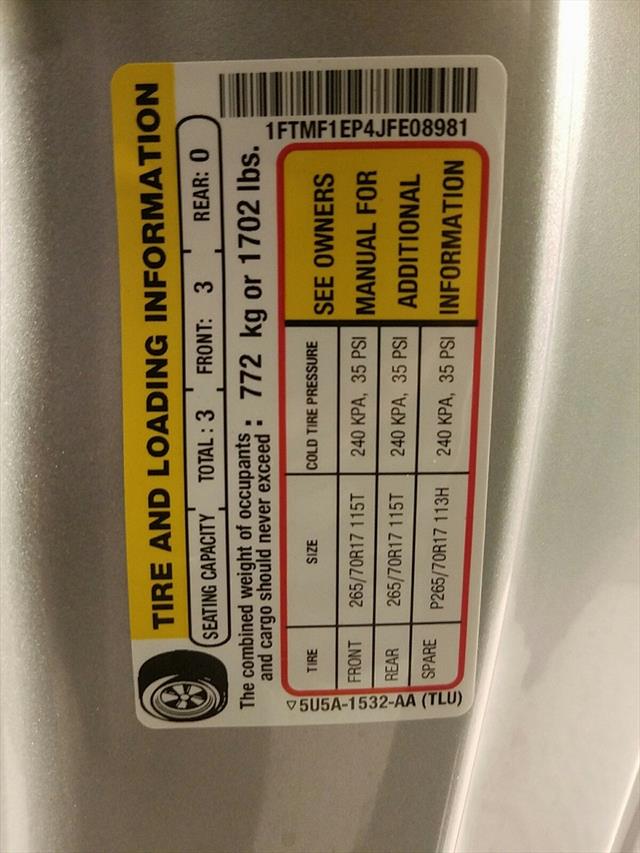 TIRE AND LOADING INFORMATION
SEATING CAPACITY TOTAL : 3 FRONT: 3 REAR: 0
The combined weight of occupants and cargo should never exceed : 772 kg or 1702 lbs.
TIRE SIZE COLD TIRE PRESSURE
FRONT 265/70R17 115T 240 KPA, 35 PSI
REAR 265/70R17 115T 240 KPA, 35 PSI
SPARE P265/70R17 113H 240 KPA, 35 PSI
SEE OWNERS
MANUAL FOR
ADDITIONAL
INFORMATION
5U5A-1532-AA (TLU)
1FTMF1EP4JFE08981